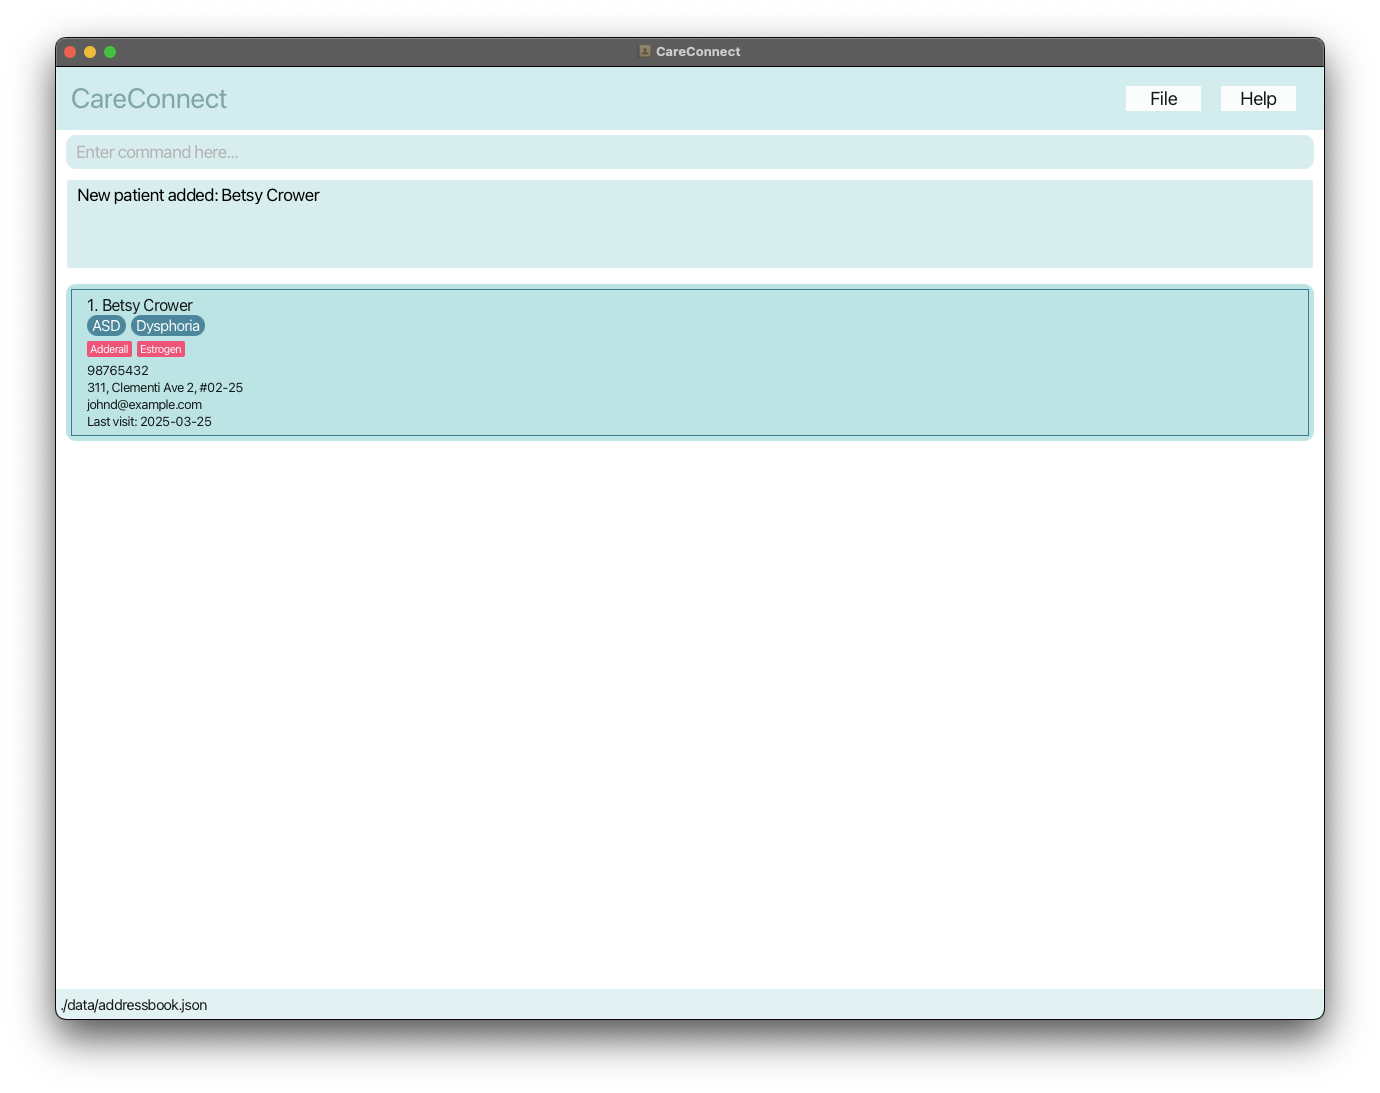 CareConnect
CareConnect
File Help
Enter command here...
New patient added: Betsy Crower
1. Betsy Crower
ASD Dysphoria
Adderall Estrogen
98765432
311, Clementi Ave 2, #02-25
johnd@example.com
Last visit: 2025-03-25
./data/addressbook.json